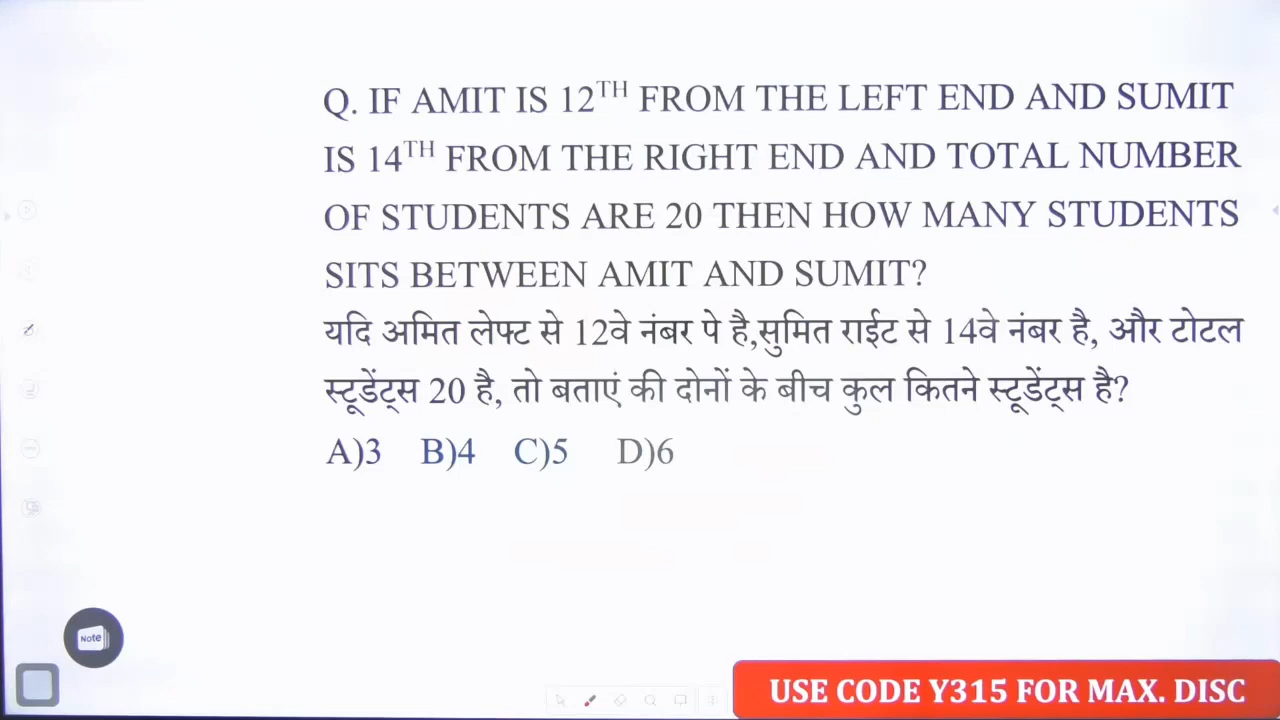 Q. IF AMIT IS 12TH FROM THE LEFT END AND SUMIT
IS 14TH FROM THE RIGHT END AND TOTAL NUMBER
OF STUDENTS ARE 20 THEN HOW MANY STUDENTS
SITS BETWEEN AMIT AND SUMIT?
यदि अमित लेफ्ट से 12वे नंबर पे है,सुमित राईट से 14वे नंबर है, और टोटल
स्टूडेंट्स 20 है, तो बताएं की दोनों के बीच कुल कितने स्टूडेंट्स है?
A)3 B)4 C)5 D)6
Note
USE CODE Y315 FOR MAX. DISC